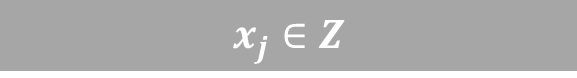 xⱼ ∈ Z